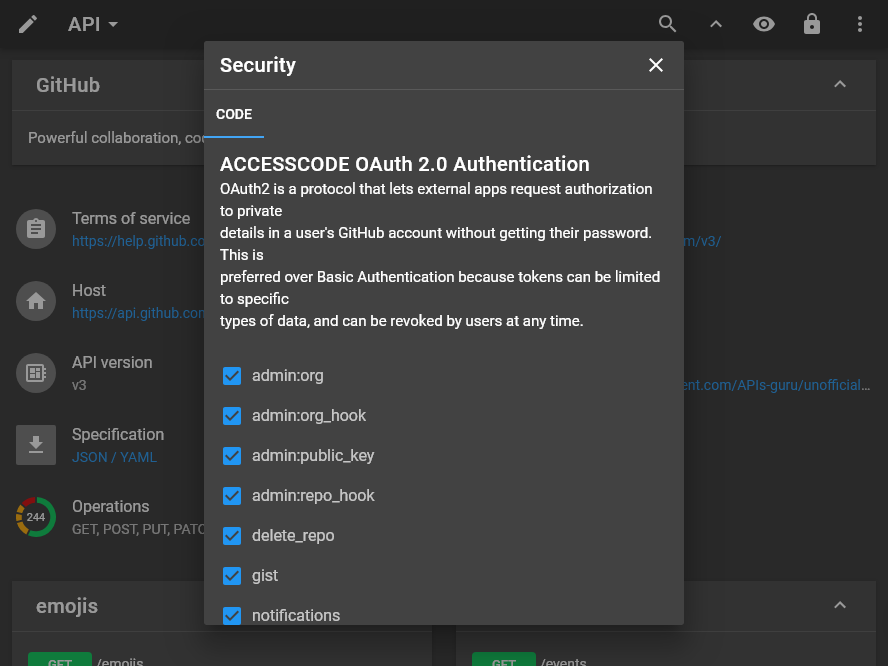 API
Security
GitHub
CODE
Powerful collaboration,
ACCESSCODE OAuth 2.0 Authentication
OAuth2 is a protocol that lets external apps request authorization
to private
details in a user's GitHub account without getting their password.
This is
preferred over Basic Authentication because tokens can be limited
to specific
types of data, and can be revoked by users at any time.
Terms of service
https://help.github.co
m/v3/
Host
https://api.github.com
API version
v3
ent.com/APIs-guru/unofficial...
Specification
JSON / YAML
Operations
244
GET, POST, PUT, PATC
admin:org
admin:org_hook
admin:public_key
admin:repo_hook
delete_repo
gist
notifications
emojis
GET /emojis
GET /events